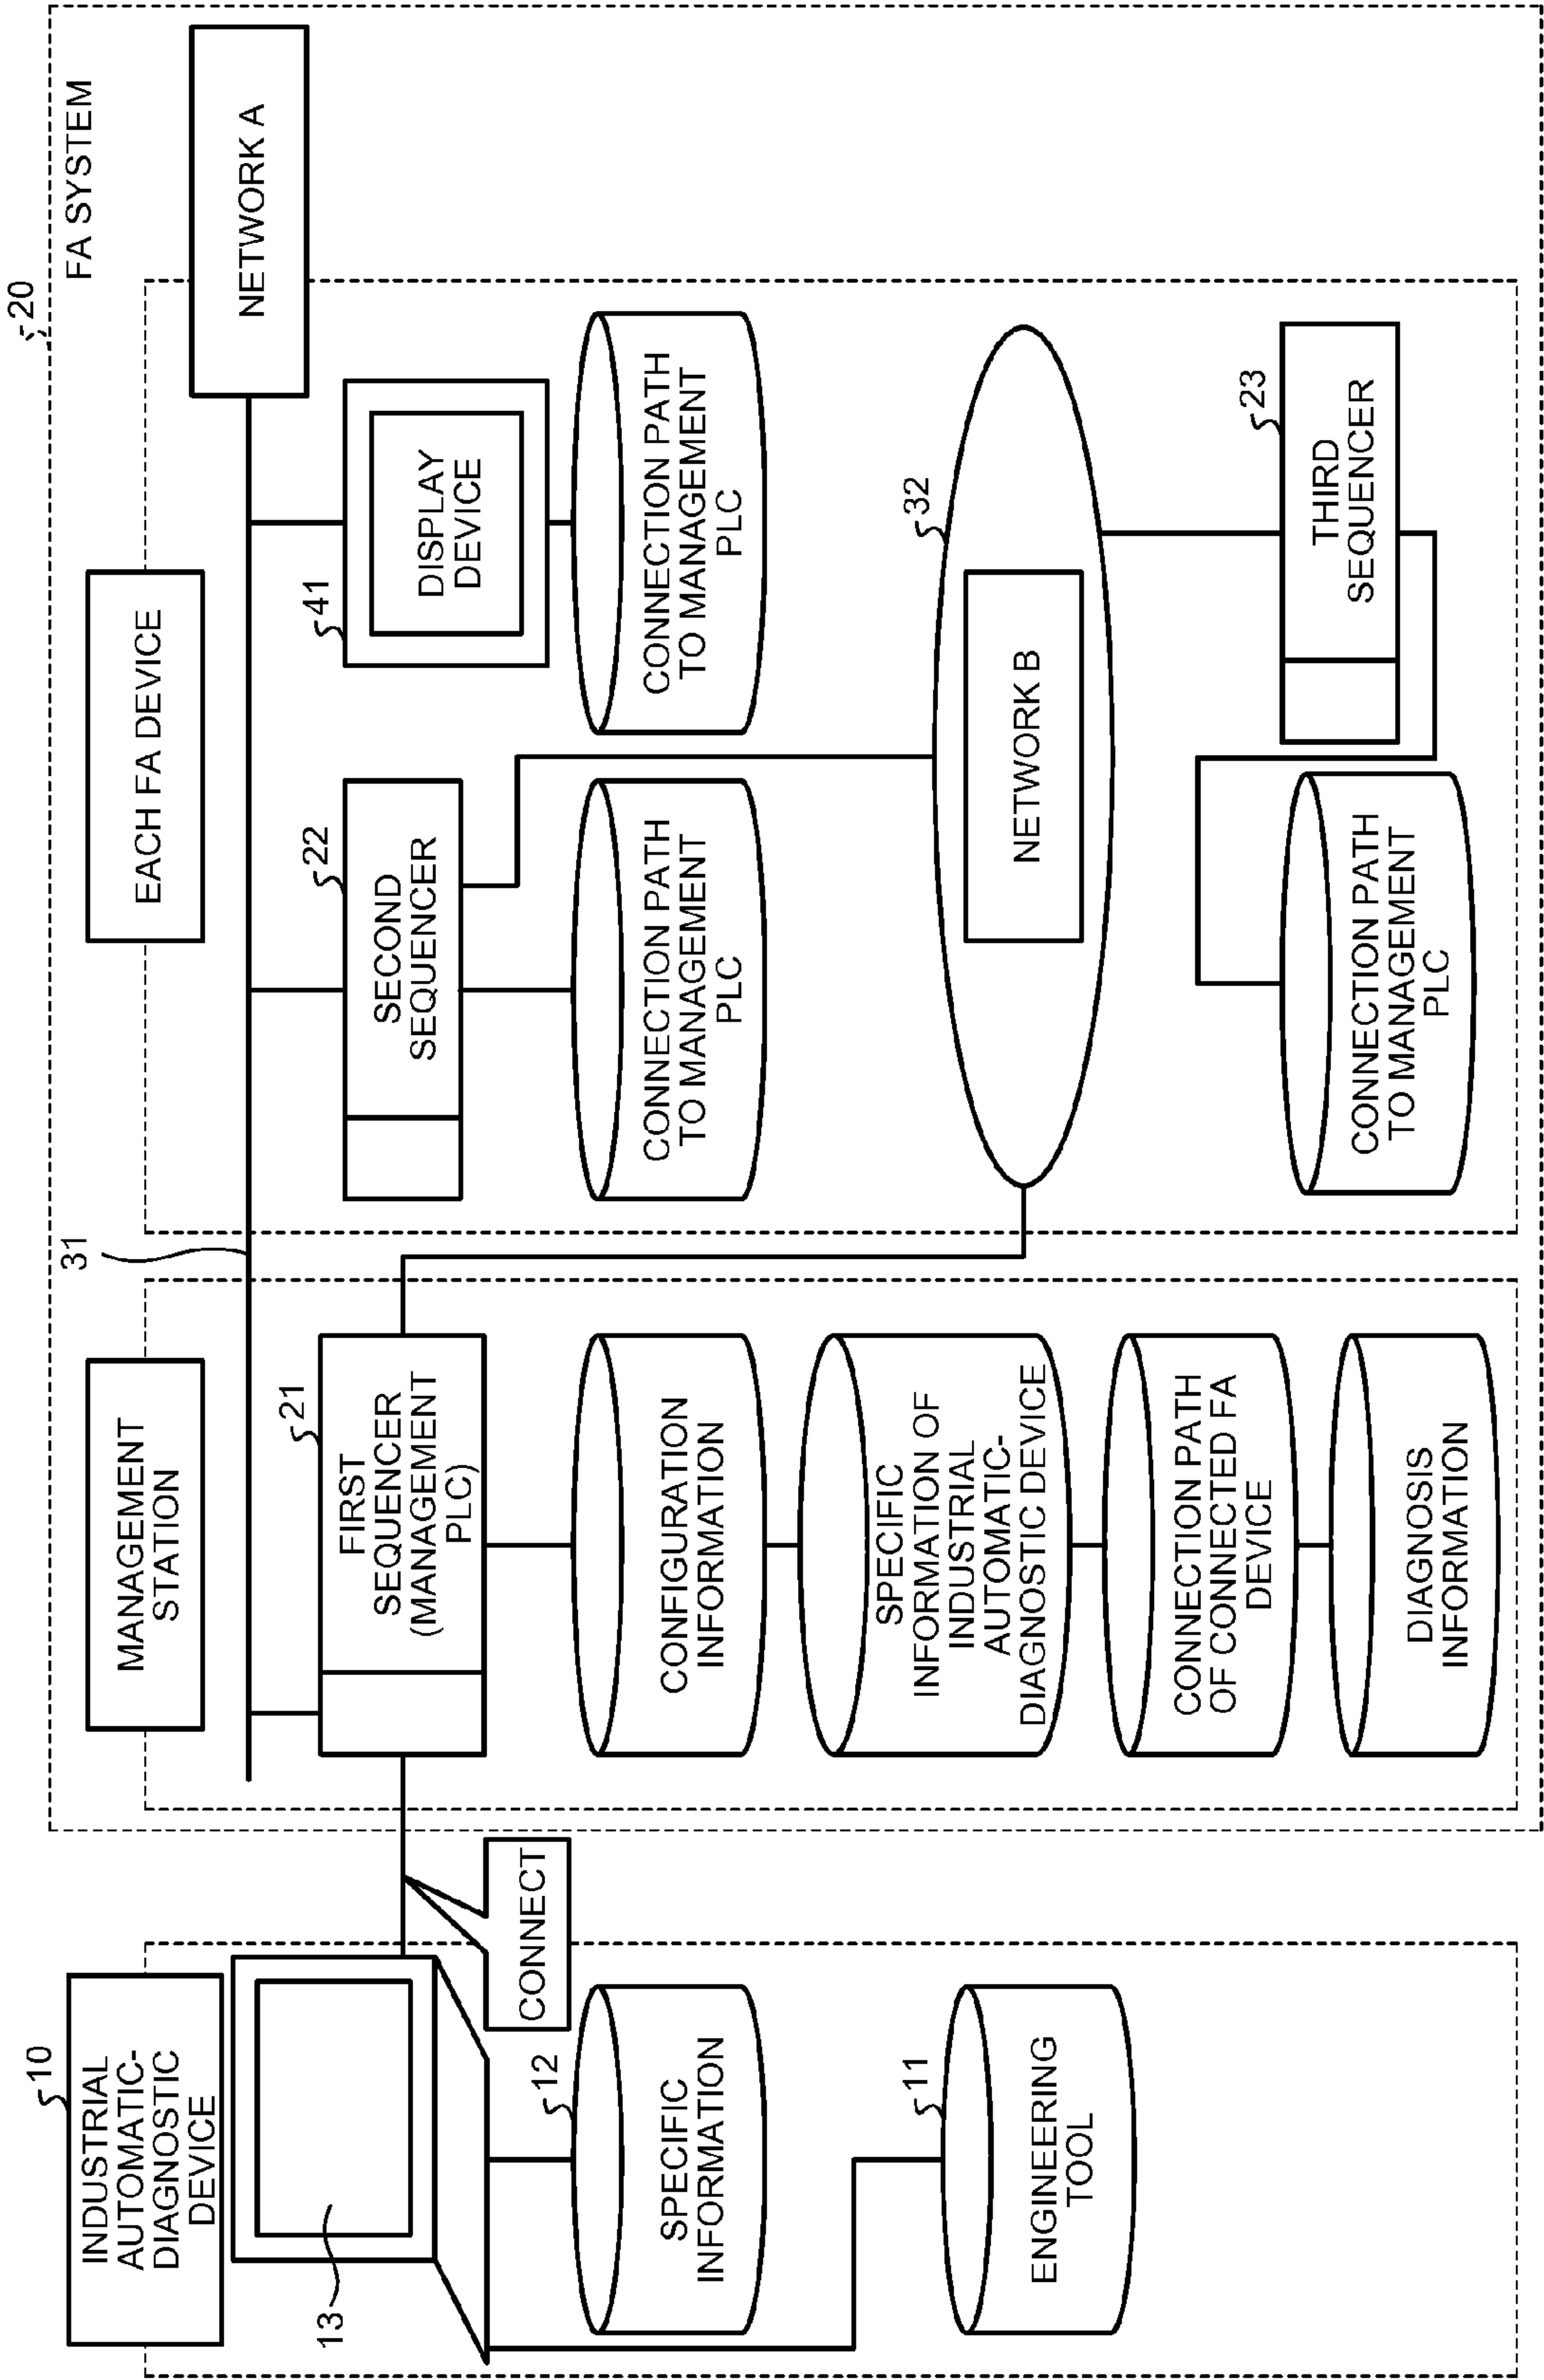 20
FA SYSTEM
10
INDUSTRIAL
AUTOMATIC-
DIAGNOSTIC
DEVICE
MANAGEMENT
STATION
31
EACH FA DEVICE
NETWORK A
13
CONNECT
21
FIRST
SEQUENCER
(MANAGEMENT
PLC)
22
SECOND
SEQUENCER
41
DISPLAY
DEVICE
12
SPECIFIC
INFORMATION
CONFIGURATION
INFORMATION
CONNECTION PATH
TO MANAGEMENT
PLC
CONNECTION PATH
TO MANAGEMENT
PLC
SPECIFIC
INFORMATION OF
INDUSTRIAL
AUTOMATIC-
DIAGNOSTIC DEVICE
32
NETWORK B
11
ENGINEERING
TOOL
CONNECTION PATH
OF CONNECTED FA
DEVICE
23
THIRD
SEQUENCER
DIAGNOSIS
INFORMATION
CONNECTION PATH
TO MANAGEMENT
PLC